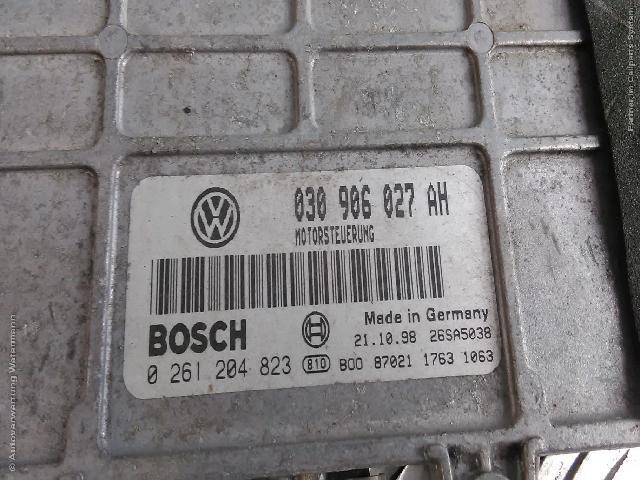 030 906 027 AH
MOTORSTEUERUNG
BOSCH
Made in Germany
21.10.98 26SA5038
0 261 204 823 810 B00 87021 1763 1063
© Autoverwertung Watermann